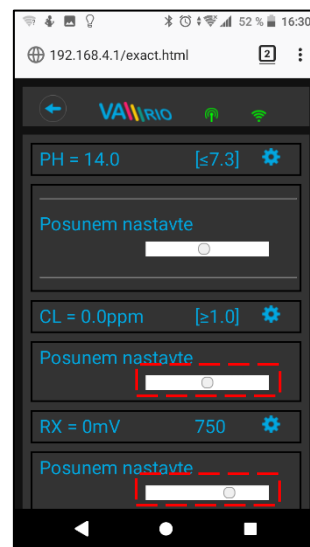 52 % 16:30
192.168.4.1/exact.html 2
VA\\\RIO
PH = 14.0 [≤7.3]
Posunem nastavte
CL = 0.0ppm [≥1.0]
Posunem nastavte
RX = 0mV 750
Posunem nastavte